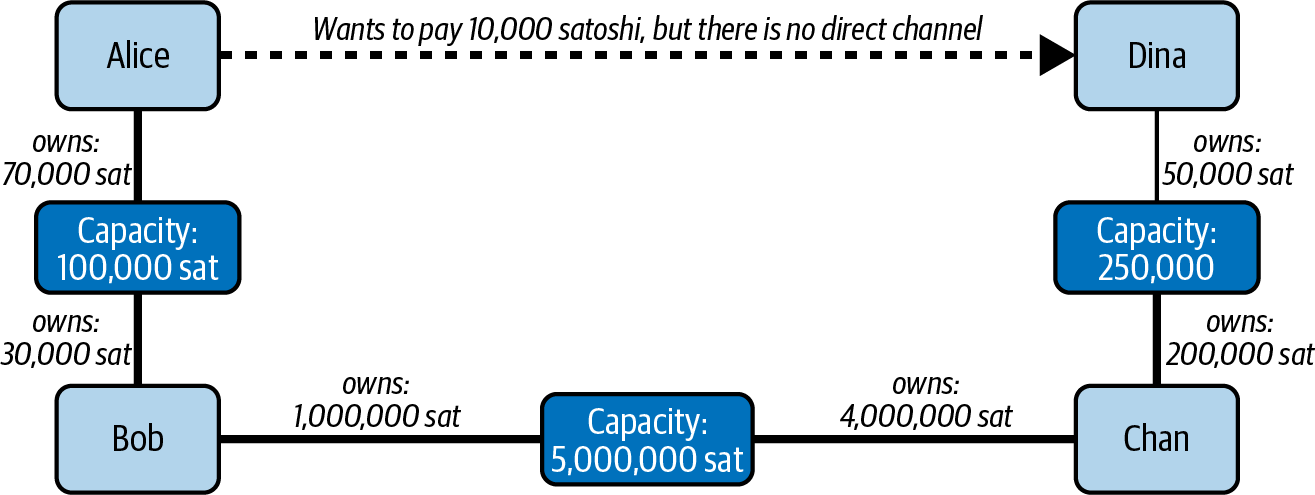 Wants to pay 10,000 satoshi, but there is no direct channel
Alice
Dina
owns:
70,000 sat
owns:
50,000 sat
Capacity:
100,000 sat
Capacity:
250,000
owns:
30,000 sat
owns:
200,000 sat
Bob
owns:
1,000,000 sat
Capacity:
5,000,000 sat
owns:
4,000,000 sat
Chan